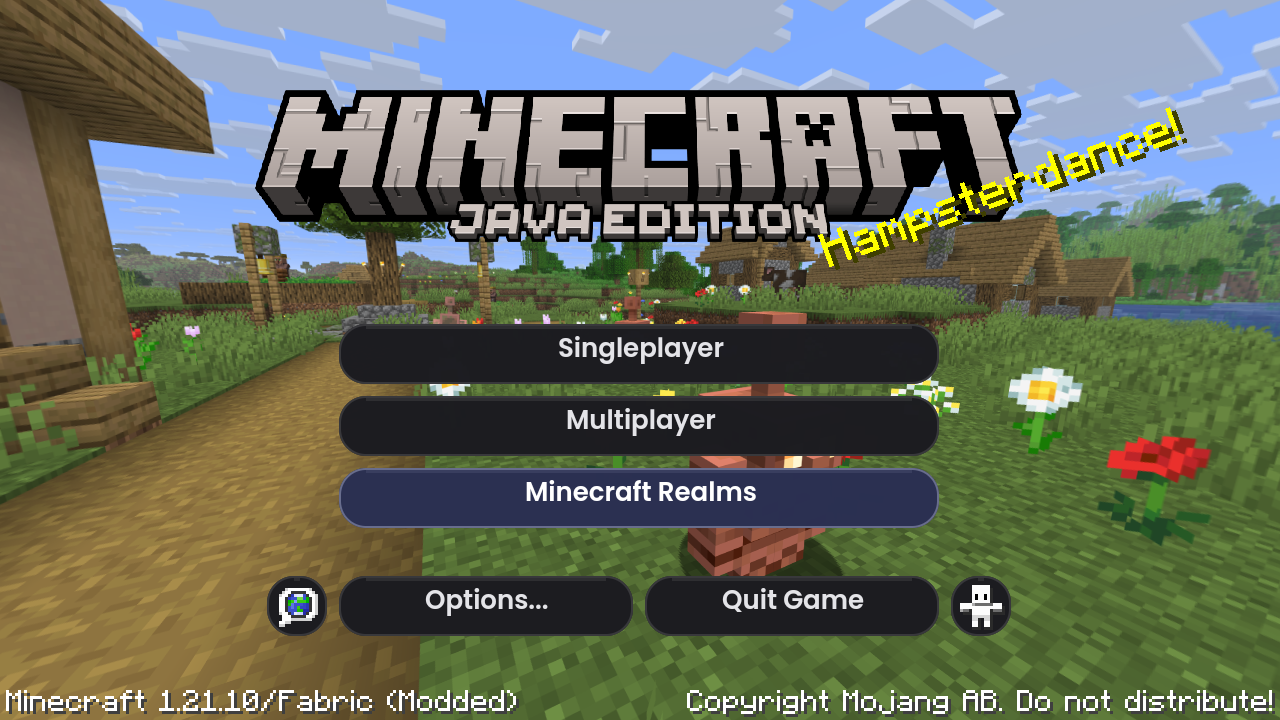 MINECRAFT
JAVA EDITION
Hampsterdance!
Singleplayer
Multiplayer
Minecraft Realms
Options...
Quit Game
Minecraft 1.21.10/Fabric (Modded)
Copyright Mojang AB. Do not distribute!